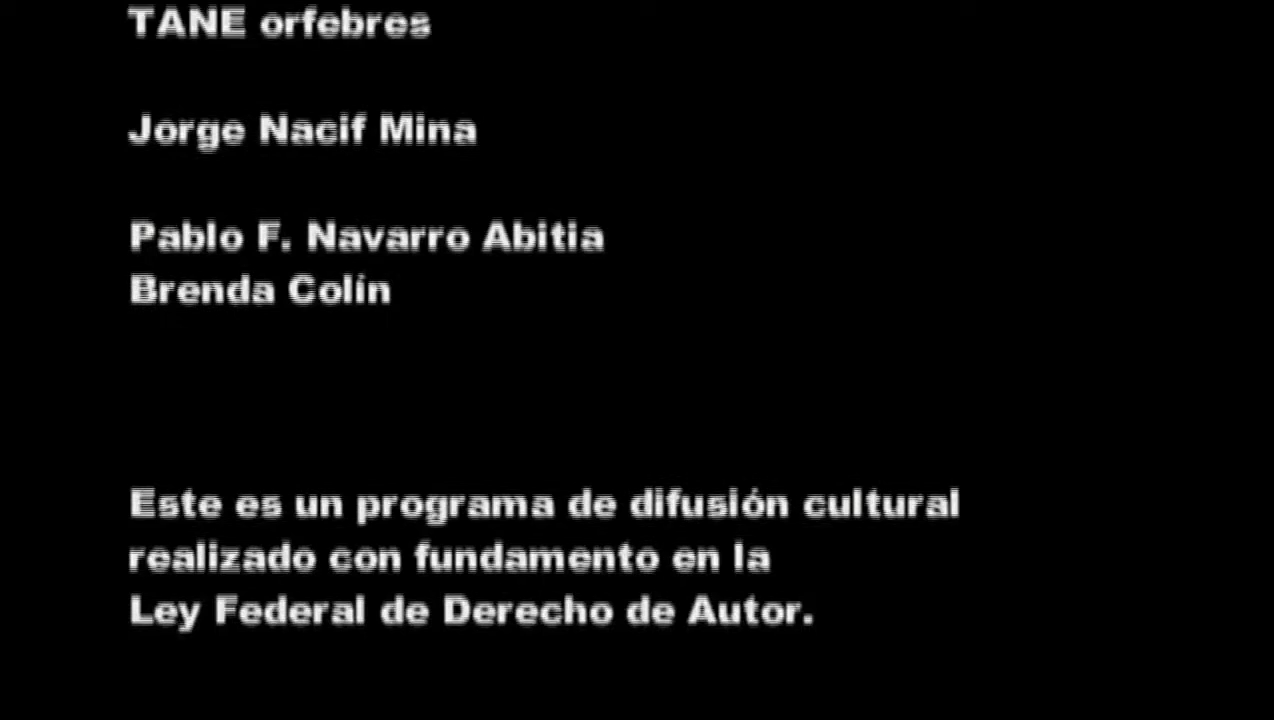 TANE orfebres
Jorge Nacif Mina
Pablo F. Navarro Abitia
Brenda Colín
Este es un programa de difusión cultural
realizado con fundamento en la
Ley Federal de Derecho de Autor.